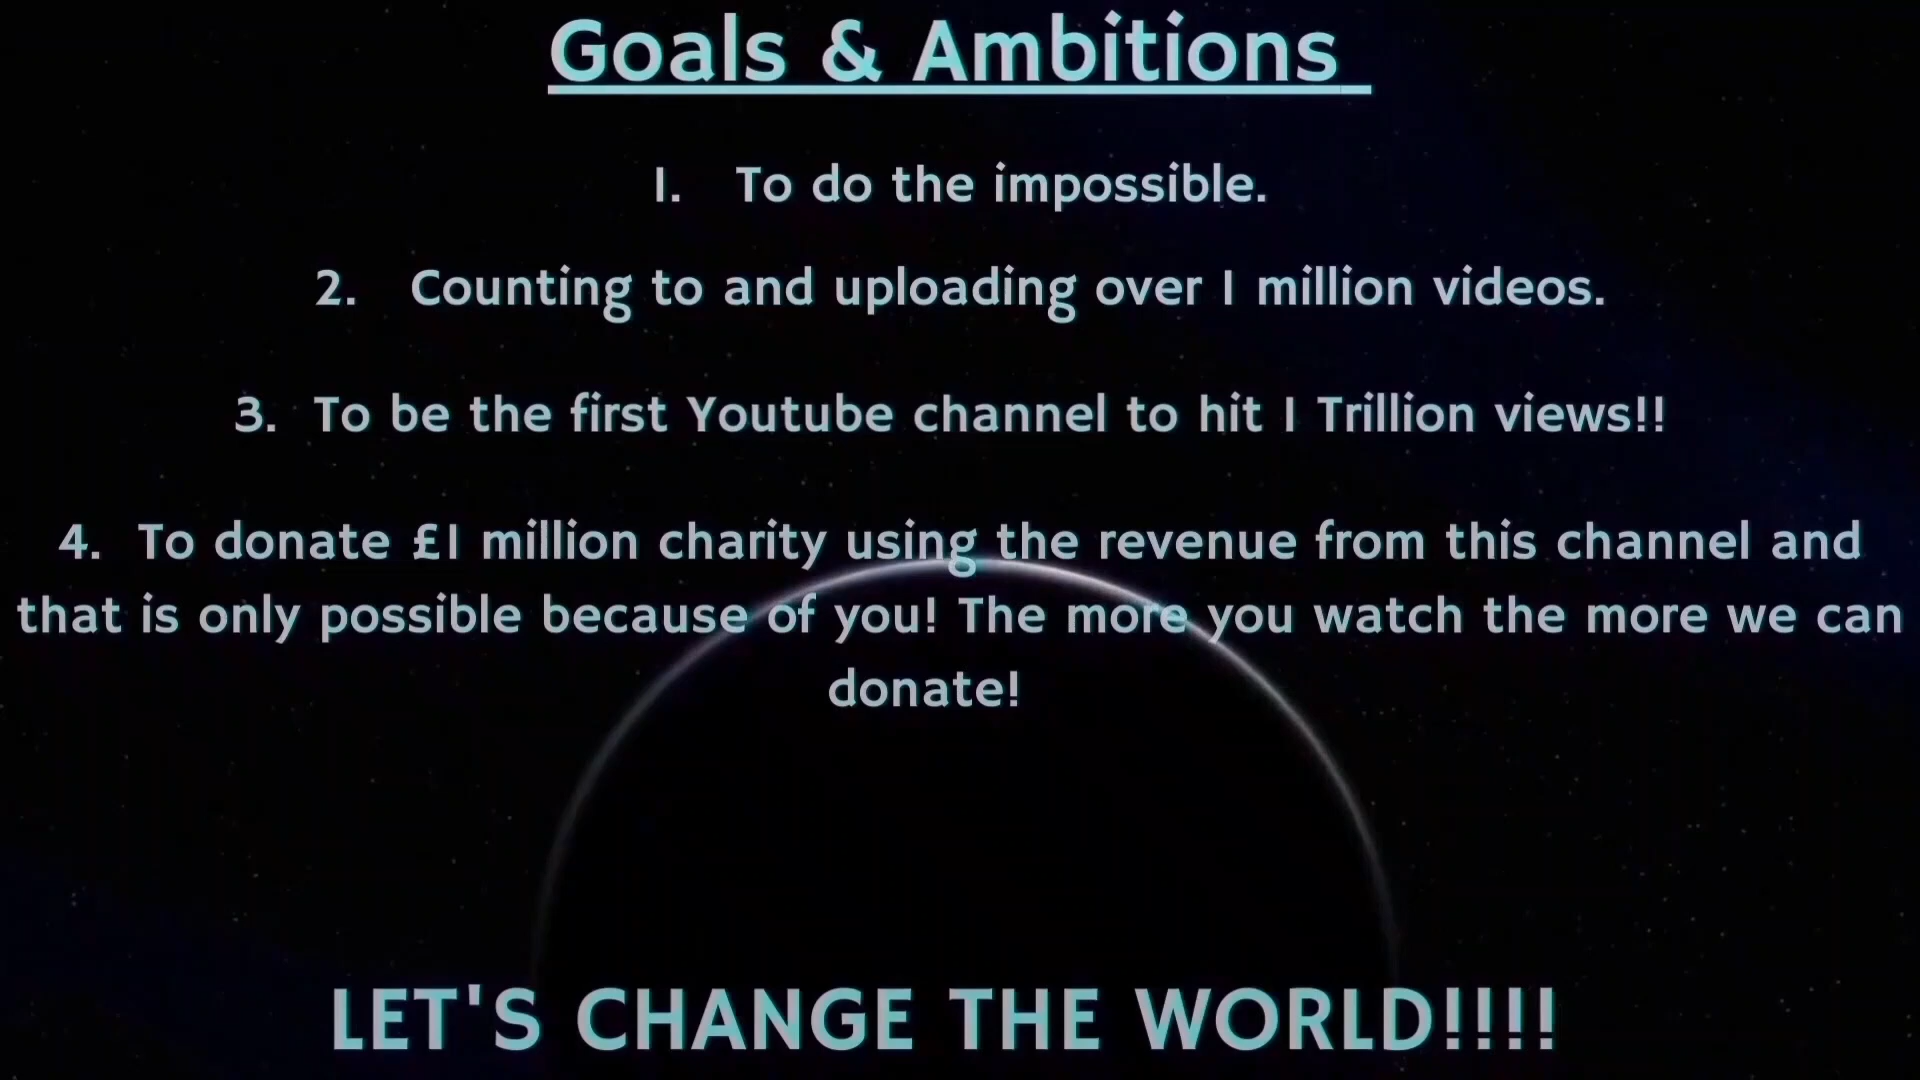 Goals & Ambitions
1. To do the impossible.
2. Counting to and uploading over 1 million videos.
3. To be the first Youtube channel to hit 1 Trillion views!!
4. To donate £1 million charity using the revenue from this channel and
that is only possible because of you! The more you watch the more we can
donate!
LET'S CHANGE THE WORLD!!!!